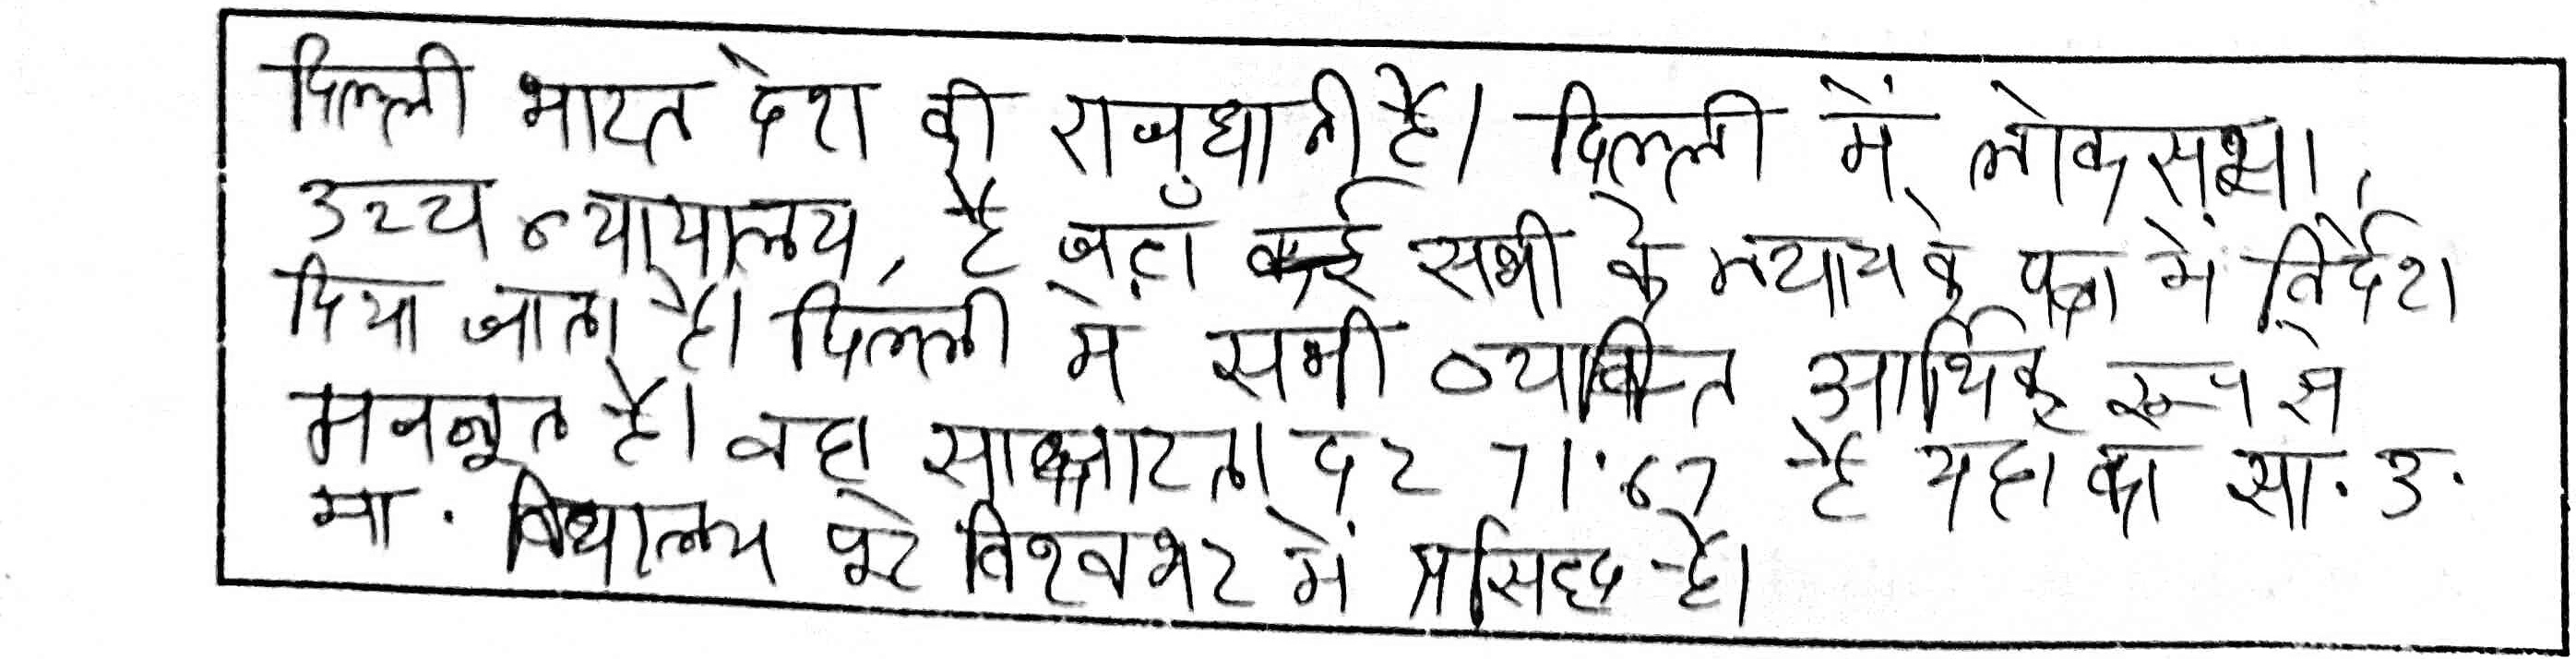 दिल्ली भारत देश की राजधानी है। दिल्ली में लोकसभा,
उच्च न्यायालय, है जहाँ कई सभी के न्याय के पक्ष में निर्देश
दिया जाता है। दिल्ली मे सभी व्यक्ति आर्थिक रूप से
मजबूत है। वहा साक्षारता दर 71.67 है यहा का सा. उ.
मा. विधालय पूरे विश्वभर में प्रसिद्द है।